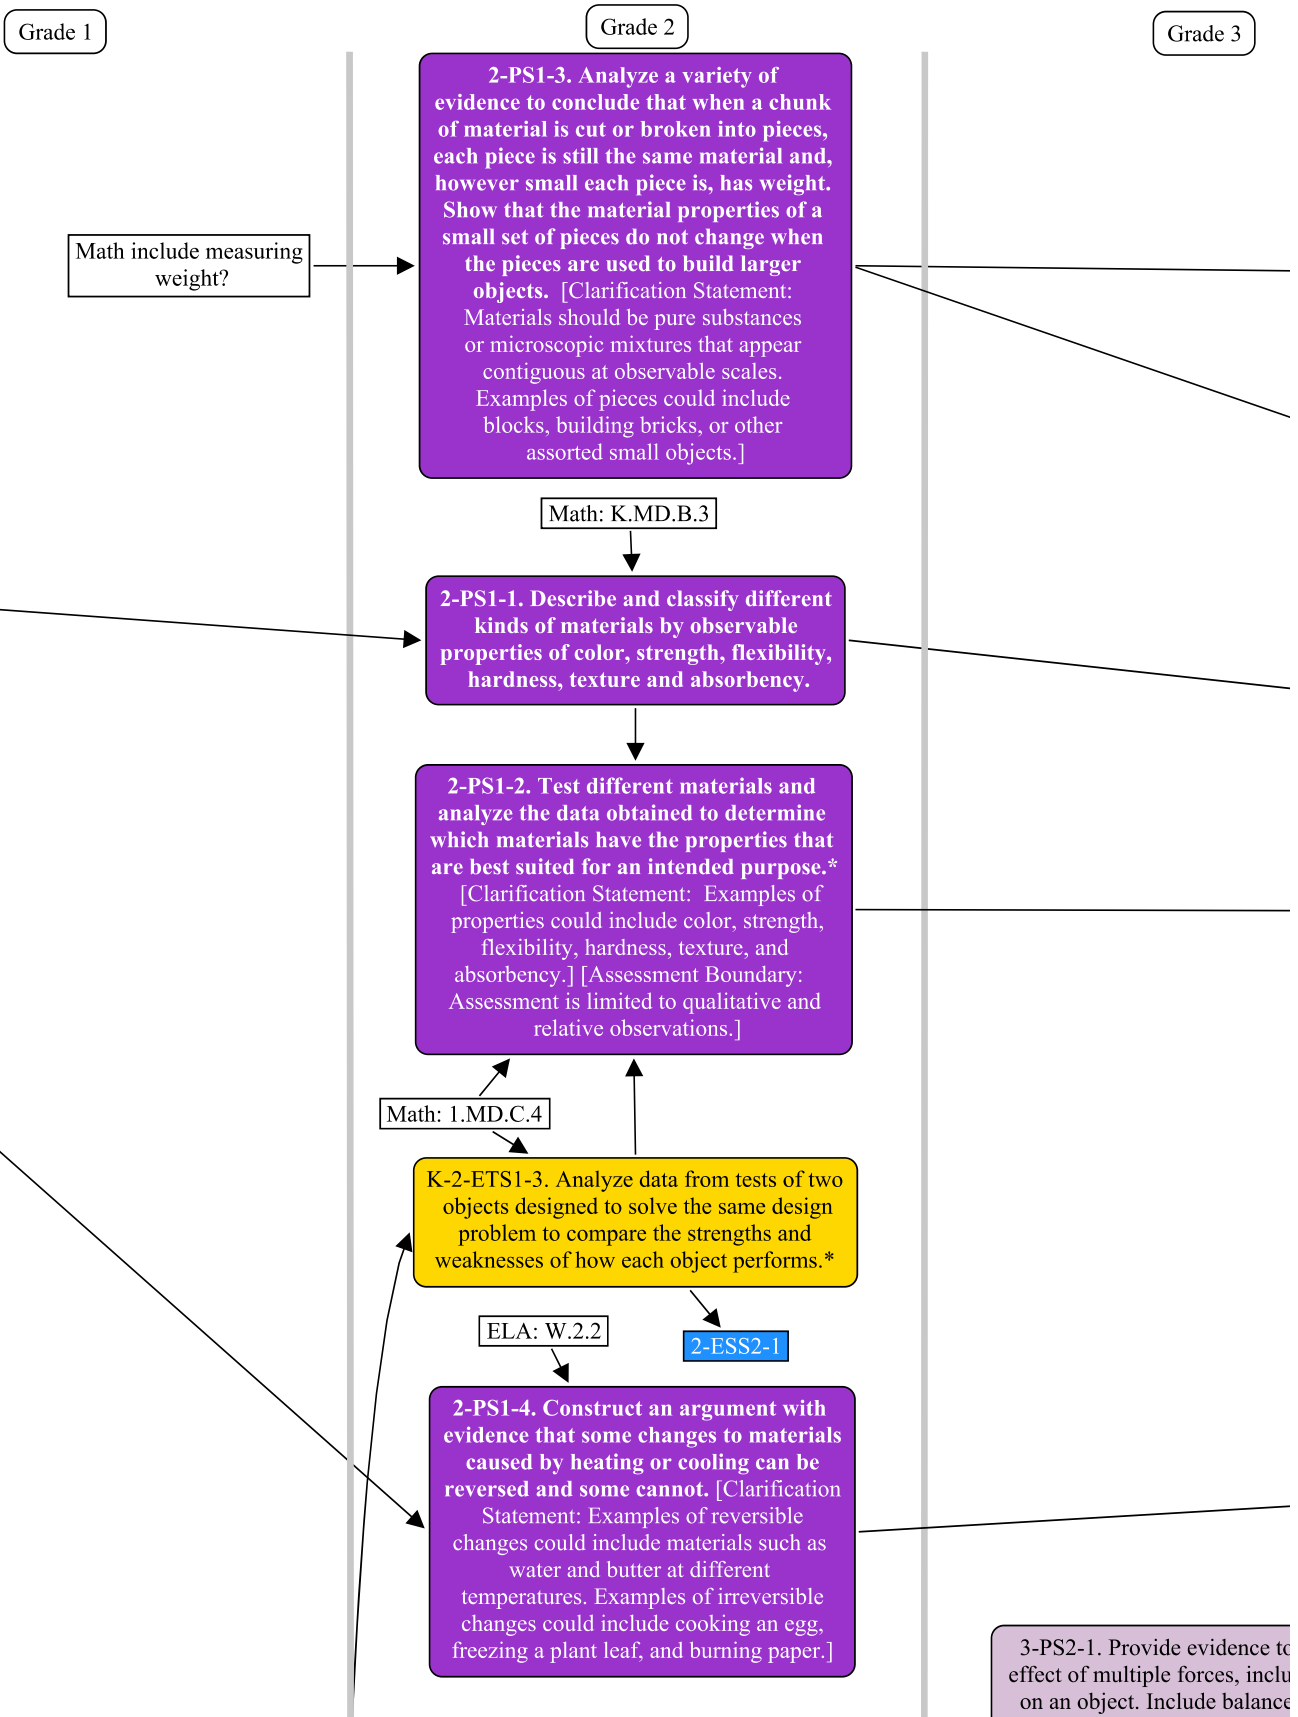 Grade 1
Grade 2
Grade 3
2-PS1-3. Analyze a variety of
evidence to conclude that when a chunk
of material is cut or broken into pieces,
each piece is still the same material and,
however small each piece is, has weight.
Show that the material properties of a
small set of pieces do not change when
the pieces are used to build larger
objects.  [Clarification Statement:
Materials should be pure substances
or microscopic mixtures that appear
contiguous at observable scales.
Examples of pieces could include
blocks, building bricks, or other
assorted small objects.]
Math include measuring
weight?
Math: K.MD.B.3
2-PS1-1. Describe and classify different
kinds of materials by observable
properties of color, strength, flexibility,
hardness, texture and absorbency.
2-PS1-2. Test different materials and
analyze the data obtained to determine
which materials have the properties that
are best suited for an intended purpose.*
[Clarification Statement:  Examples of
properties could include color, strength,
flexibility, hardness, texture, and
absorbency.] [Assessment Boundary:
Assessment is limited to qualitative and
relative observations.]
Math: 1.MD.C.4
K-2-ETS1-3. Analyze data from tests of two
objects designed to solve the same design
problem to compare the strengths and
weaknesses of how each object performs.*
ELA: W.2.2
2-ESS2-1
2-PS1-4. Construct an argument with
evidence that some changes to materials
caused by heating or cooling can be
reversed and some cannot. [Clarification
Statement: Examples of reversible
changes could include materials such as
water and butter at different
temperatures. Examples of irreversible
changes could include cooking an egg,
freezing a plant leaf, and burning paper.]
3-PS2-1. Provide evidence to
effect of multiple forces, inclu
on an object. Include balance